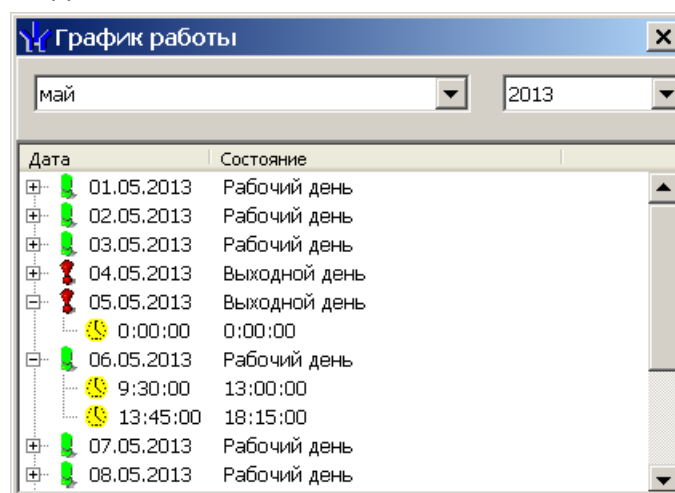 График работы
май 2013
Дата Состояние
01.05.2013 Рабочий день
02.05.2013 Рабочий день
03.05.2013 Рабочий день
04.05.2013 Выходной день
05.05.2013 Выходной день
0:00:00 0:00:00
06.05.2013 Рабочий день
9:30:00 13:00:00
13:45:00 18:15:00
07.05.2013 Рабочий день
08.05.2013 Рабочий день